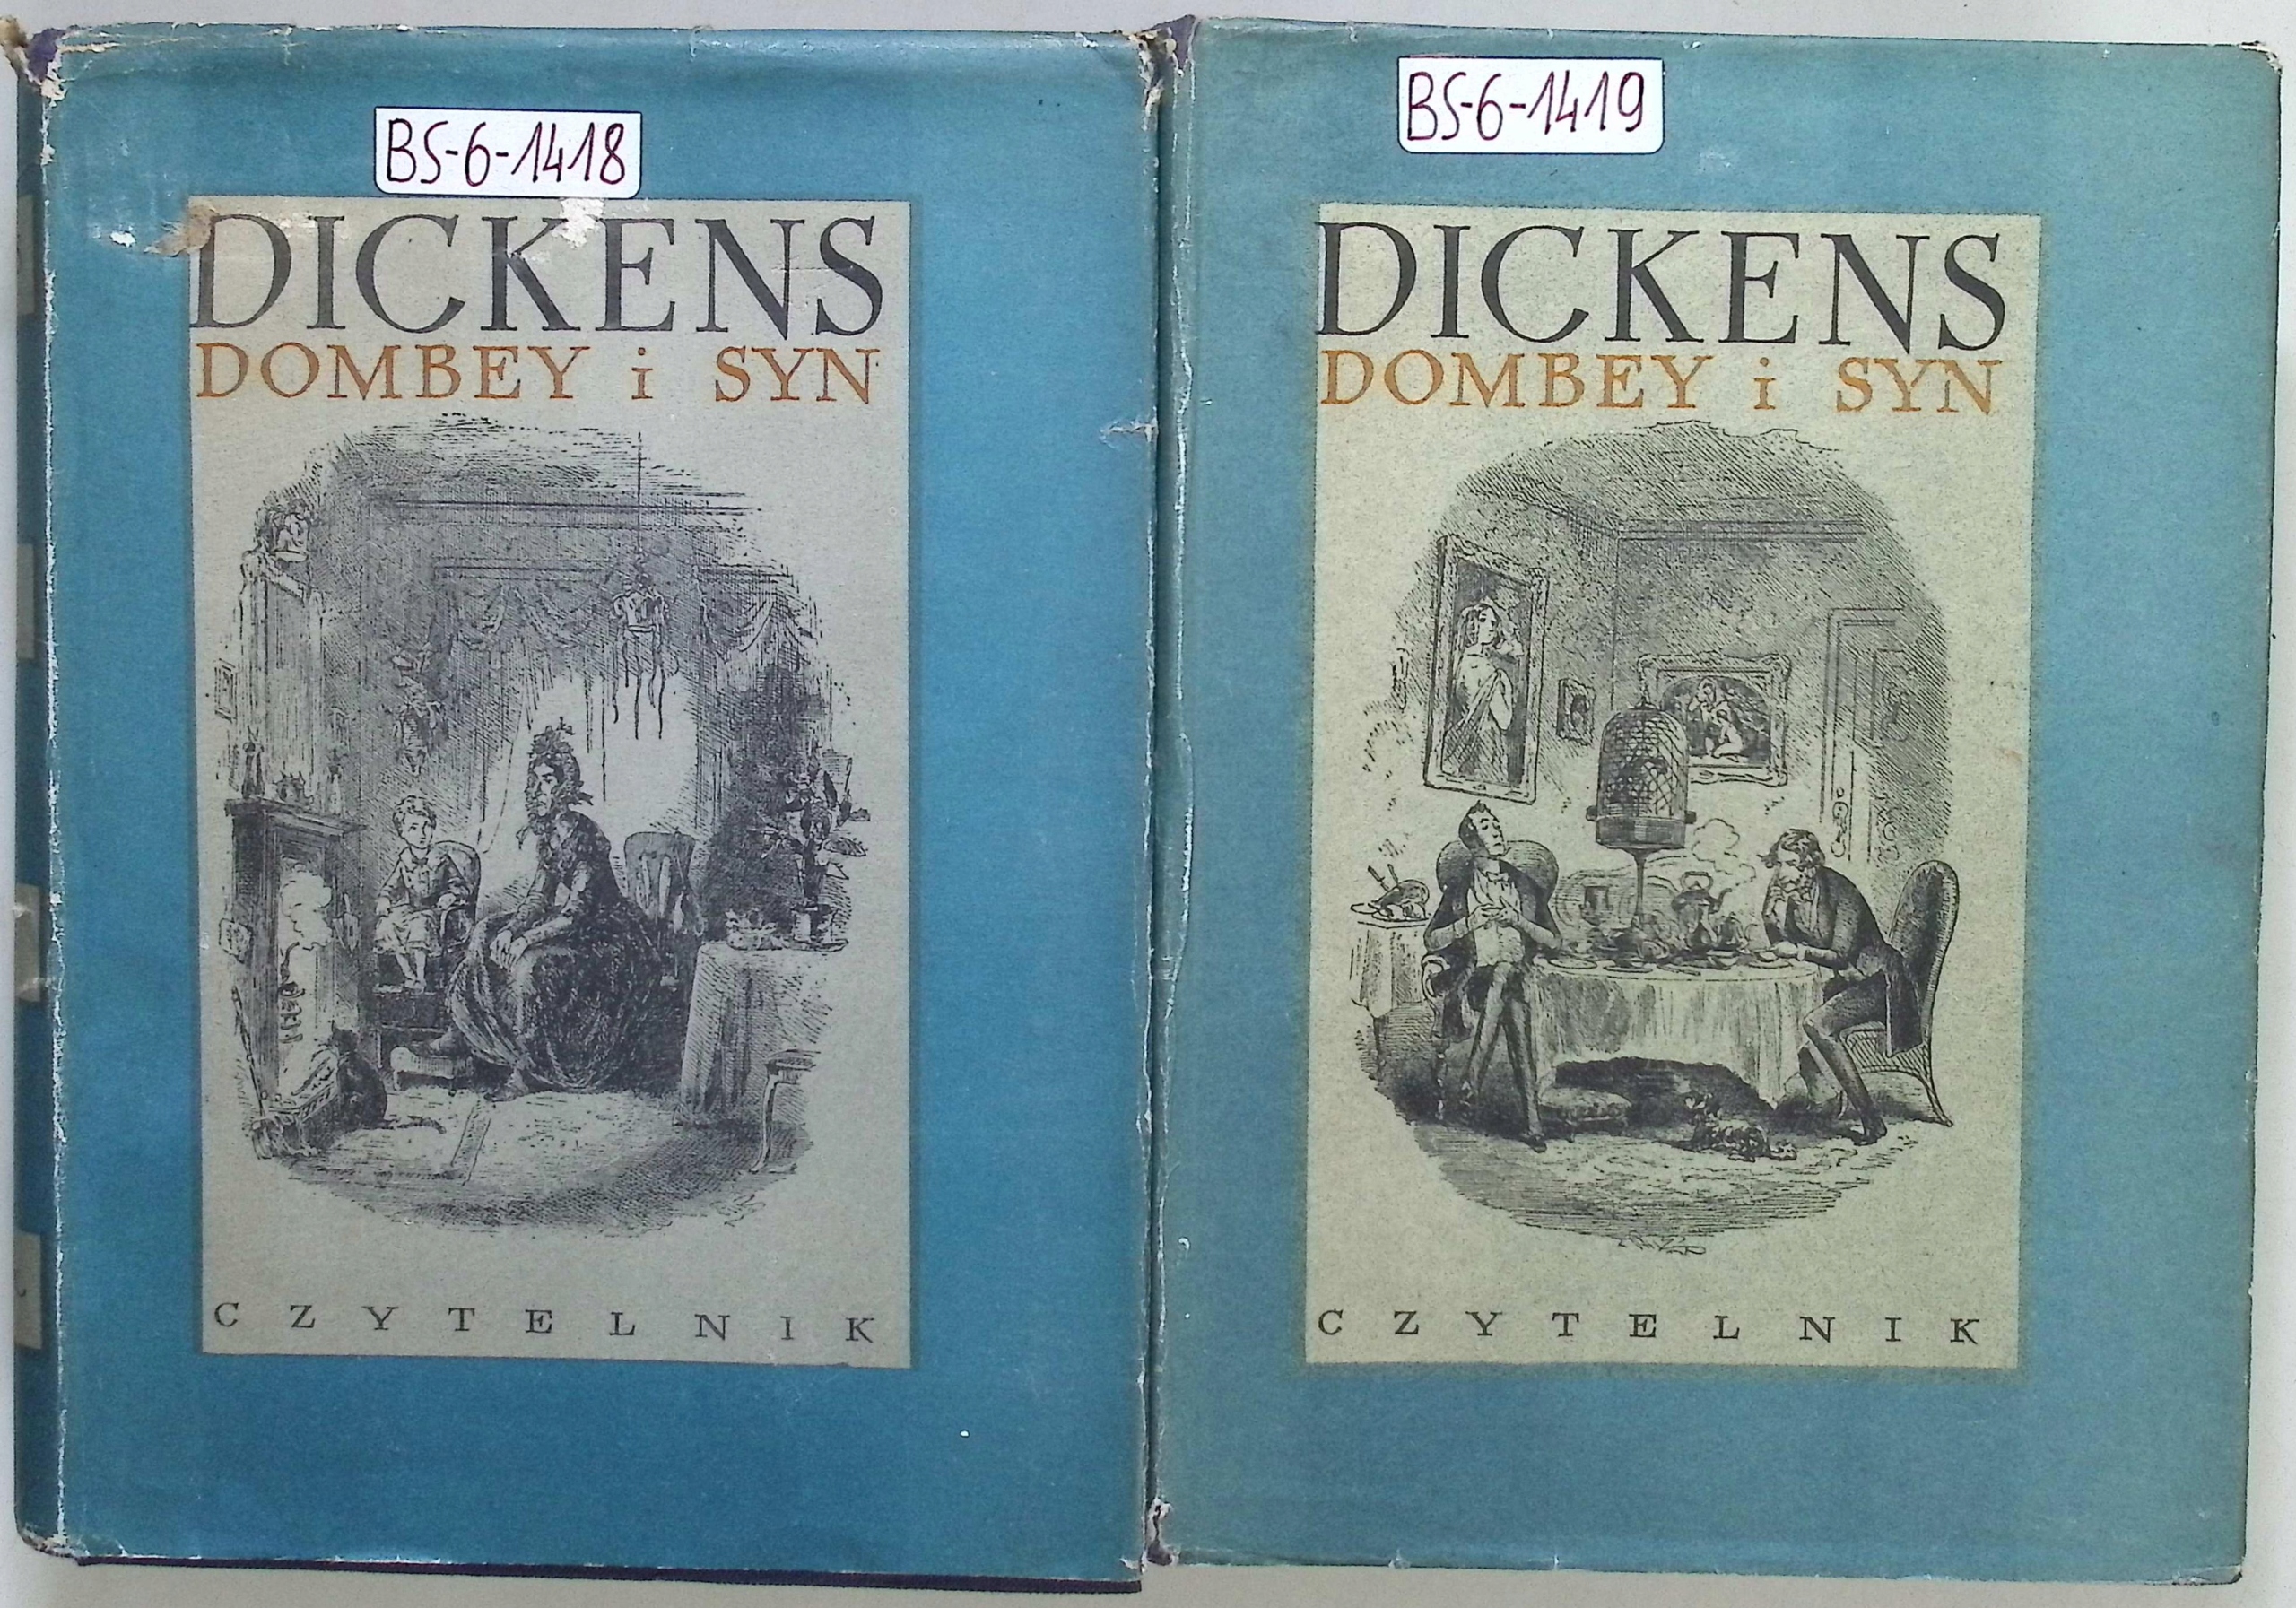 BS-6-1418
DICKENS
DOMBEY i SYN
CZYTELNIK
BS-6-1419
DICKENS
DOMBEY i SYN
CZYTELNIK